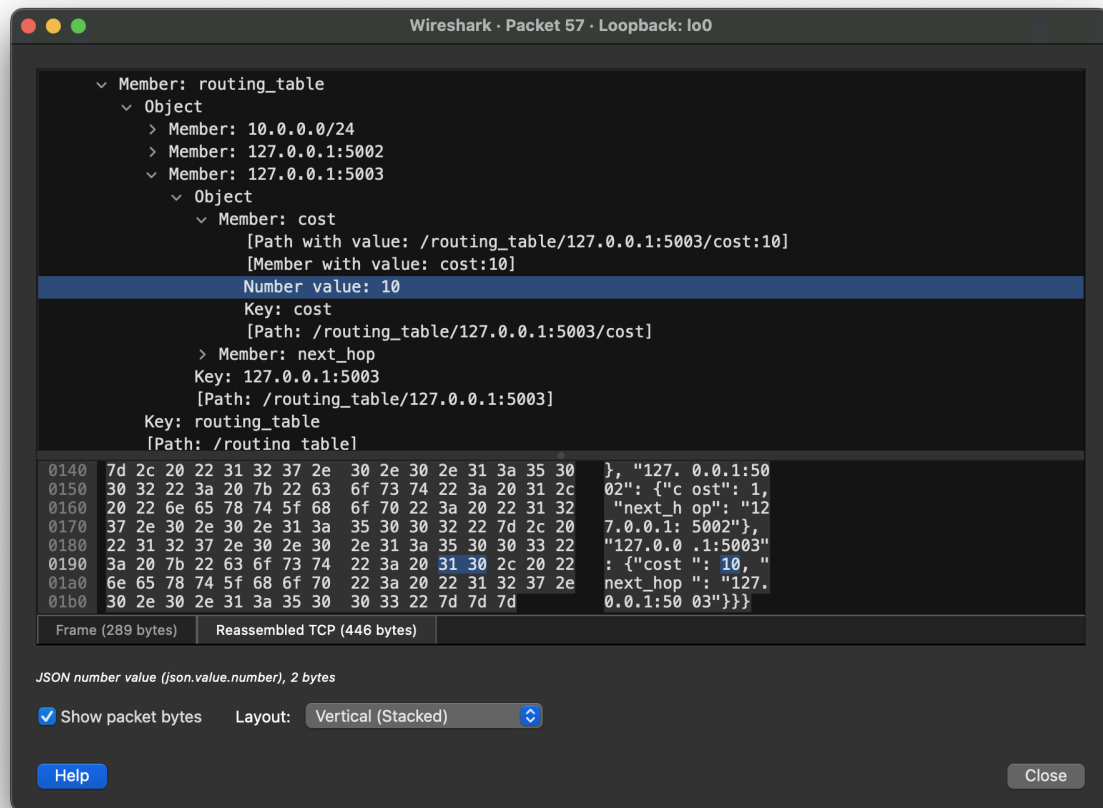 Wireshark · Packet 57 · Loopback: lo0
Member: routing_table
Object
Member: 10.0.0.0/24
Member: 127.0.0.1:5002
Member: 127.0.0.1:5003
Object
Member: cost
[Path with value: /routing_table/127.0.0.1:5003/cost:10]
[Member with value: cost:10]
Number value: 10
Key: cost
[Path: /routing_table/127.0.0.1:5003/cost]
Member: next_hop
Key: 127.0.0.1:5003
[Path: /routing_table/127.0.0.1:5003]
Key: routing_table
[Path: /routing_table]
0140 7d 2c 20 22 31 32 37 2e 30 2e 30 2e 31 3a 35 30 }, "127. 0.0.1:50
0150 30 32 22 3a 20 7b 22 63 6f 73 74 22 3a 20 31 2c 02": {"c ost": 1,
0160 20 22 6e 65 78 74 5f 68 6f 70 22 3a 20 22 31 32 "next_h op": "12
0170 37 2e 30 2e 30 2e 31 3a 35 30 30 32 22 7d 2c 20 7.0.0.1: 5002"},
0180 22 31 32 37 2e 30 2e 30 2e 31 3a 35 30 30 33 22 "127.0.0 .1:5003"
0190 3a 20 7b 22 63 6f 73 74 22 3a 20 31 30 2c 20 22 : {"cost ": 10, "
01a0 6e 65 78 74 5f 68 6f 70 22 3a 20 22 31 32 37 2e next_hop ": "127.
01b0 30 2e 30 2e 31 3a 35 30 30 33 22 7d 7d 7d 0.0.1:50 03"}}}
Frame (289 bytes) Reassembled TCP (446 bytes)
JSON number value (json.value.number), 2 bytes
Show packet bytes Layout: Vertical (Stacked)
Help Close